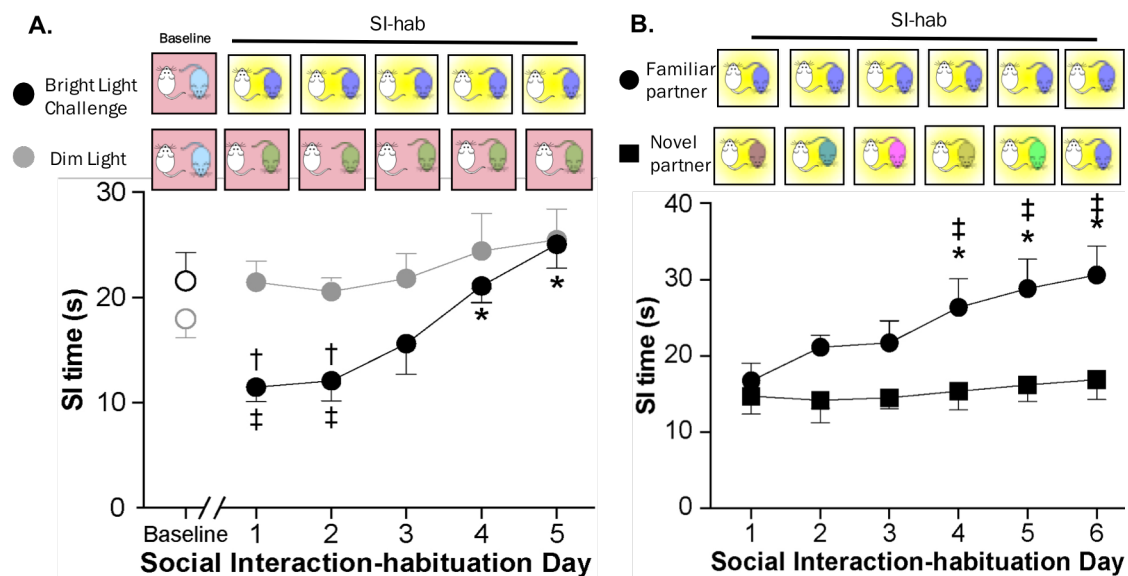 A.
SI-hab
Baseline
Bright Light
Challenge
Dim Light
30
20
10
0
SI time (s)
†
‡
†
‡
*
*
Baseline
1
2
3
4
5
Social Interaction-habituation Day
B.
SI-hab
Familiar
partner
Novel
partner
40
30
20
10
0
SI time (s)
‡
*
‡
*
‡
*
1
2
3
4
5
6
Social Interaction-habituation Day